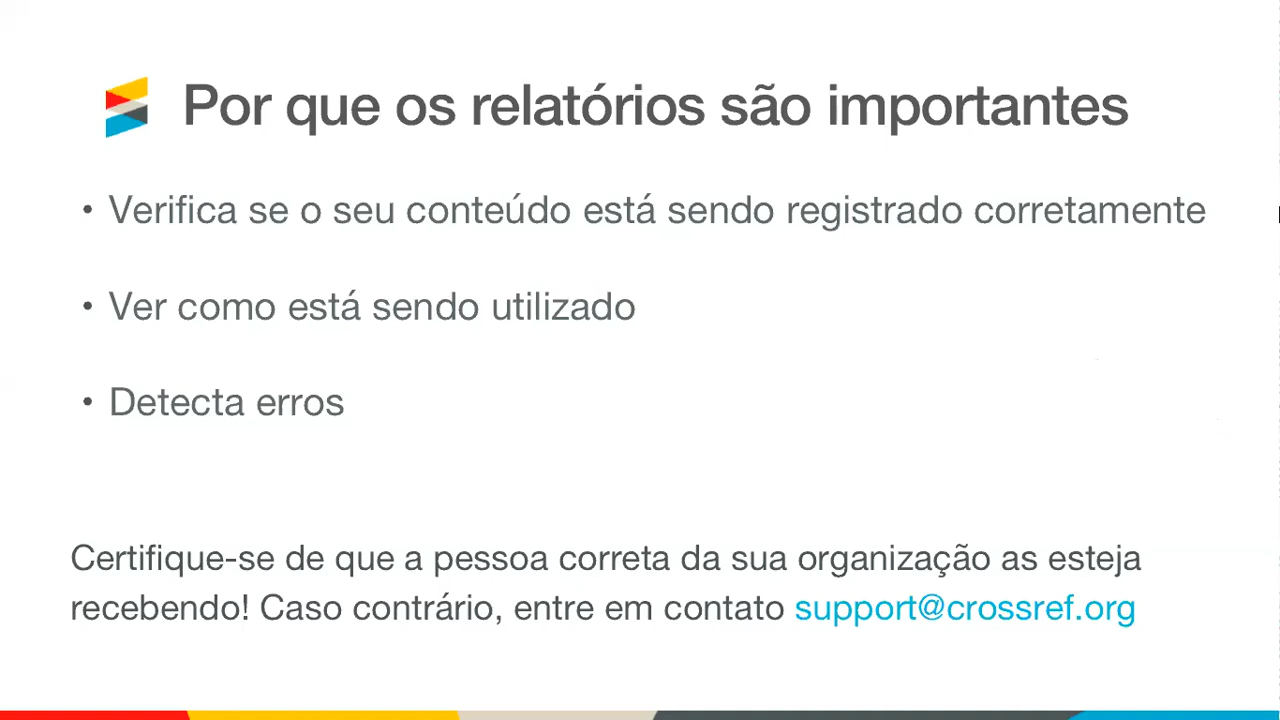 Por que os relatórios são importantes
• Verifica se o seu conteúdo está sendo registrado corretamente
• Ver como está sendo utilizado
• Detecta erros
Certifique-se de que a pessoa correta da sua organização as esteja
recebendo! Caso contrário, entre em contato support@crossref.org